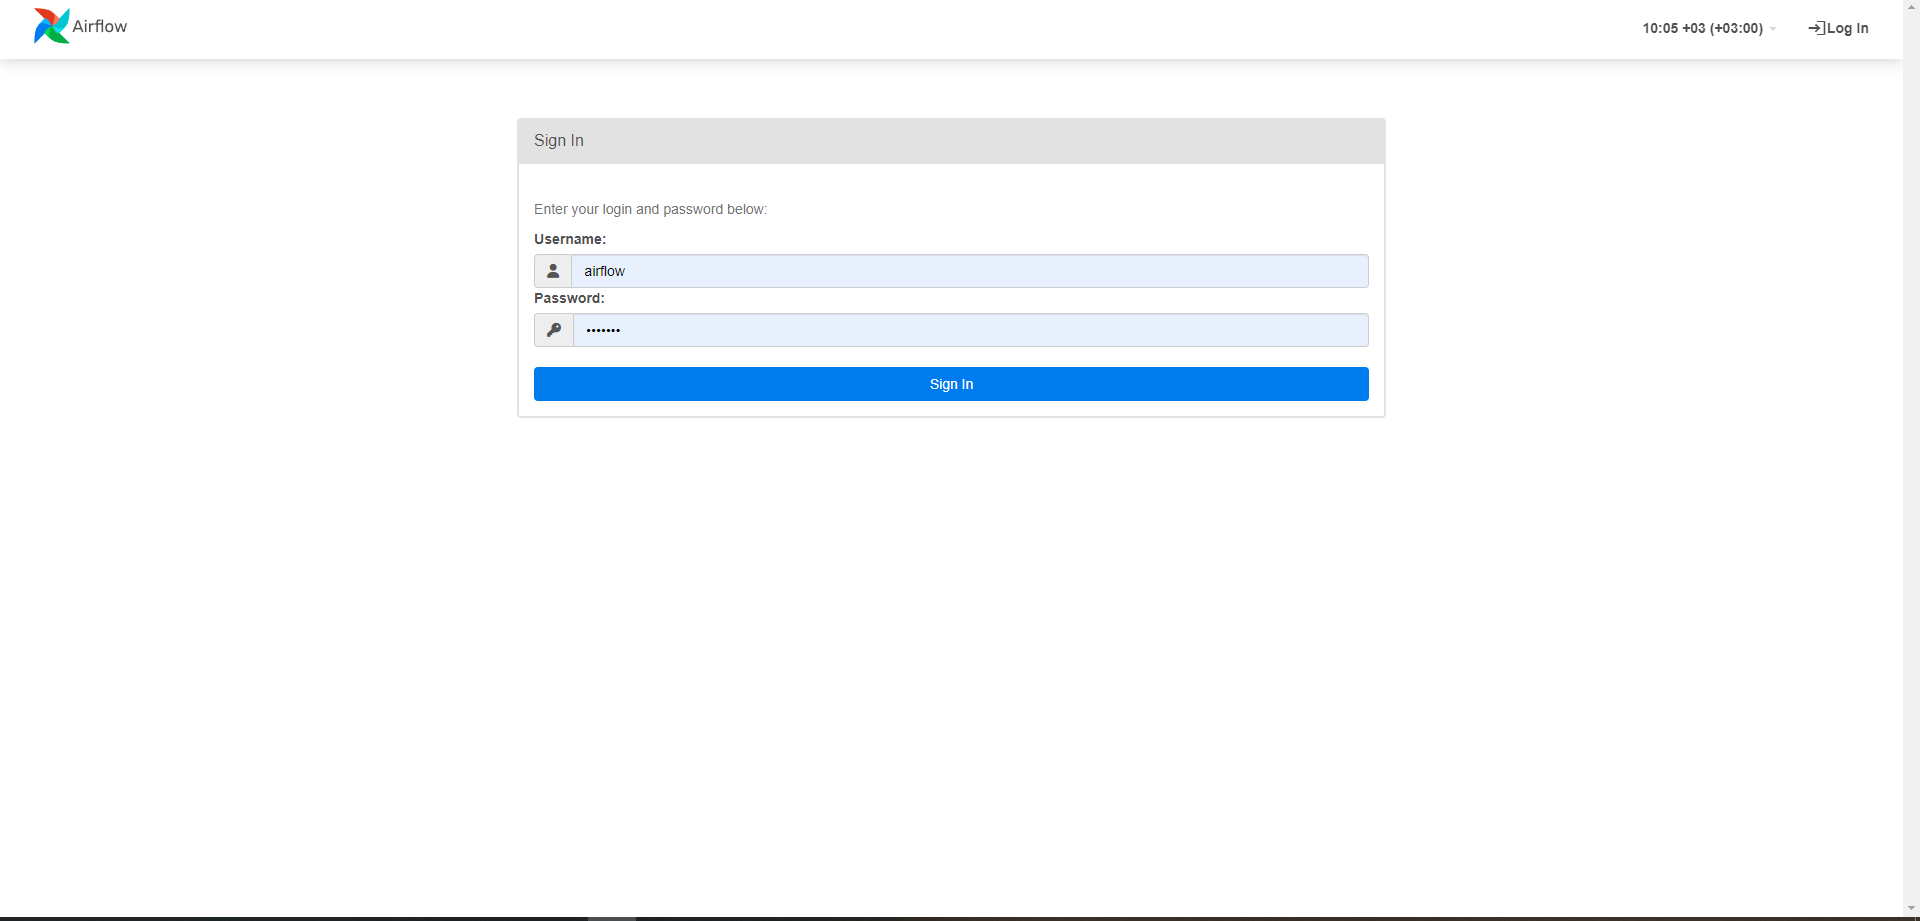 Airflow
10:05 +03 (+03:00)
Log In
Sign In
Enter your login and password below:
Username:
airflow
Password:
•••••••
Sign In